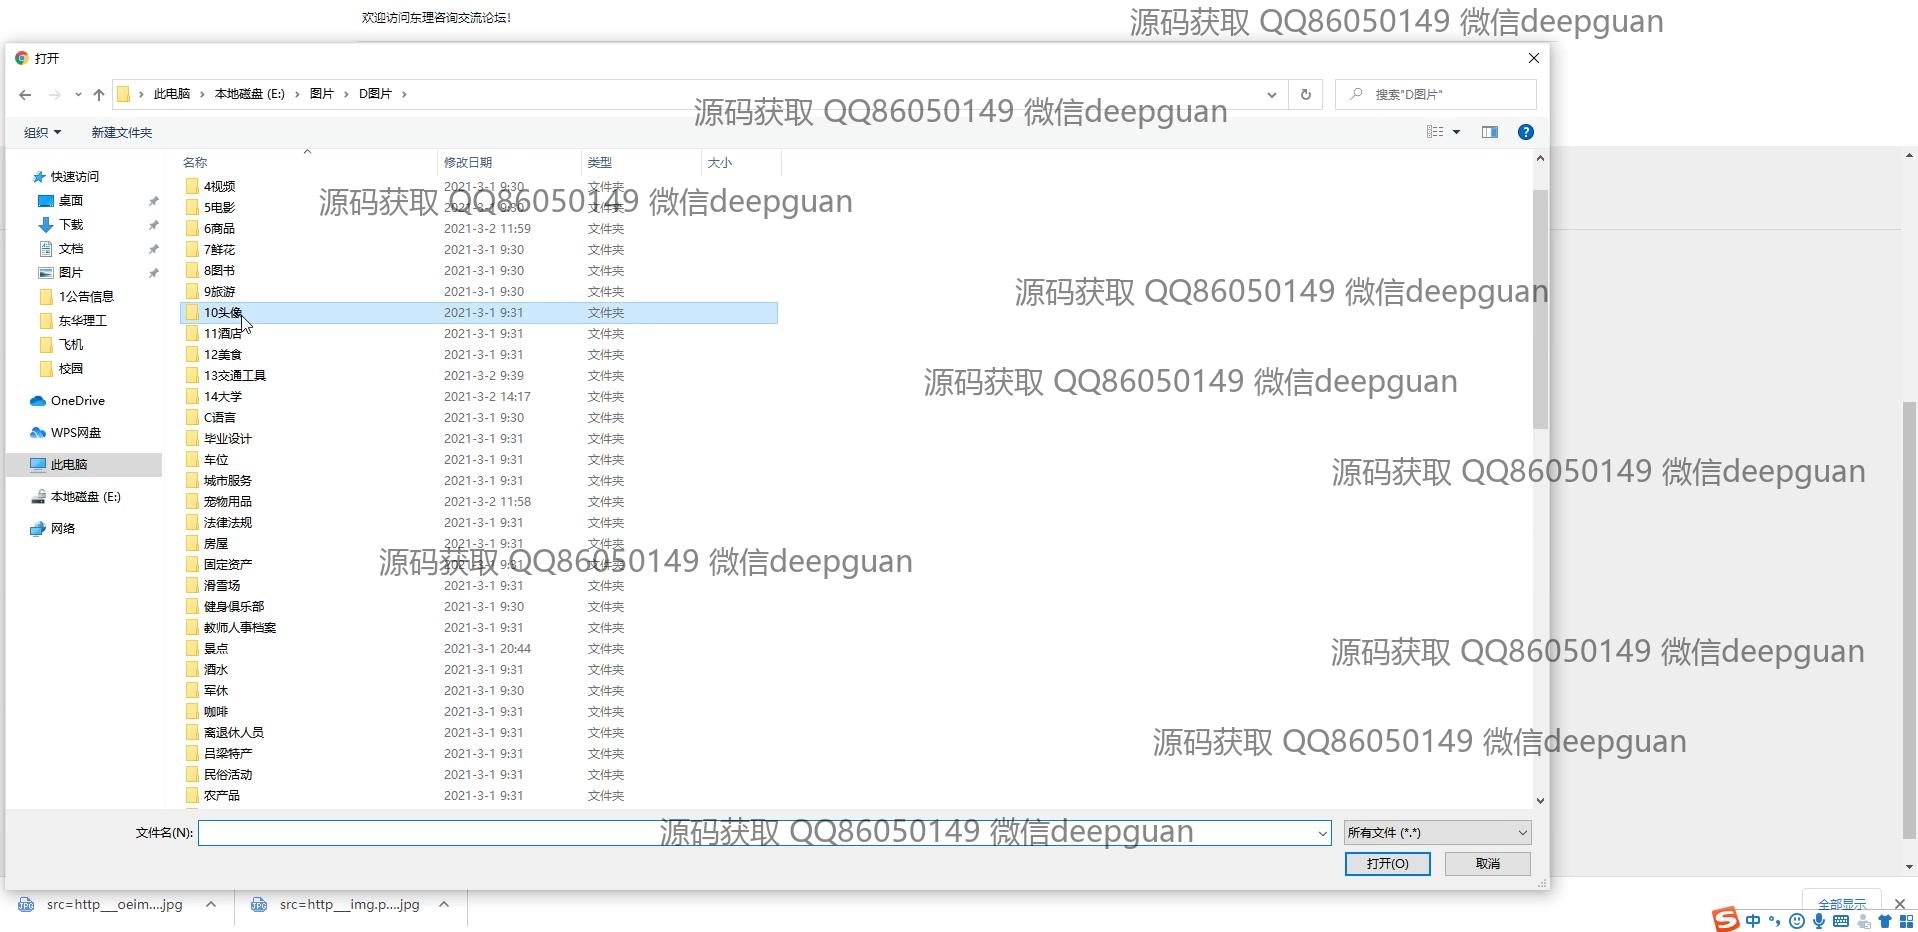 欢迎访问东理咨询交流论坛!
源码获取 QQ86050149 微信deepguan
打开
此电脑 › 本地磁盘 (E:) › 图片 › D图片 ›
搜索"D图片"
源码获取 QQ86050149 微信deepguan
组织 新建文件夹
名称 修改日期 类型 大小
快速访问
桌面
下载
文档
图片
1公告信息
东华理工
飞机
校园
OneDrive
WPS网盘
此电脑
本地磁盘 (E:)
网络
4视频 2021-3-1 9:30 文件夹
源码获取 QQ86050149 微信deepguan
5电影 2021-3-1 9:30 文件夹
6商品 2021-3-2 11:59 文件夹
7鲜花 2021-3-1 9:30 文件夹
8图书 2021-3-1 9:30 文件夹
9旅游 2021-3-1 9:30 文件夹
源码获取 QQ86050149 微信deepguan
10头像 2021-3-1 9:31 文件夹
11酒店 2021-3-1 9:31 文件夹
12美食 2021-3-1 9:31 文件夹
13交通工具 2021-3-2 9:39 文件夹
源码获取 QQ86050149 微信deepguan
14大学 2021-3-2 14:17 文件夹
C语言 2021-3-1 9:30 文件夹
毕业设计 2021-3-1 9:31 文件夹
车位 2021-3-1 9:31 文件夹
源码获取 QQ86050149 微信deepguan
城市服务 2021-3-1 9:31 文件夹
宠物用品 2021-3-2 11:58 文件夹
法律法规 2021-3-1 9:31 文件夹
房屋 2021-3-1 9:31 文件夹
源码获取 QQ86050149 微信deepguan
固定资产 2021-3-1 9:31 文件夹
滑雪场 2021-3-1 9:31 文件夹
健身俱乐部 2021-3-1 9:30 文件夹
教师人事档案 2021-3-1 9:31 文件夹
景点 2021-3-1 20:44 文件夹
源码获取 QQ86050149 微信deepguan
酒水 2021-3-1 9:31 文件夹
军休 2021-3-1 9:30 文件夹
咖啡 2021-3-1 9:31 文件夹
离退休人员 2021-3-1 9:31 文件夹
源码获取 QQ86050149 微信deepguan
吕梁特产 2021-3-1 9:31 文件夹
民俗活动 2021-3-1 9:31 文件夹
农产品 2021-3-1 9:31 文件夹
文件名(N): 所有文件 (*.*)
源码获取 QQ86050149 微信deepguan
打开(O) 取消
src=http___oeim....jpg src=http___img.p....jpg 全部显示
中